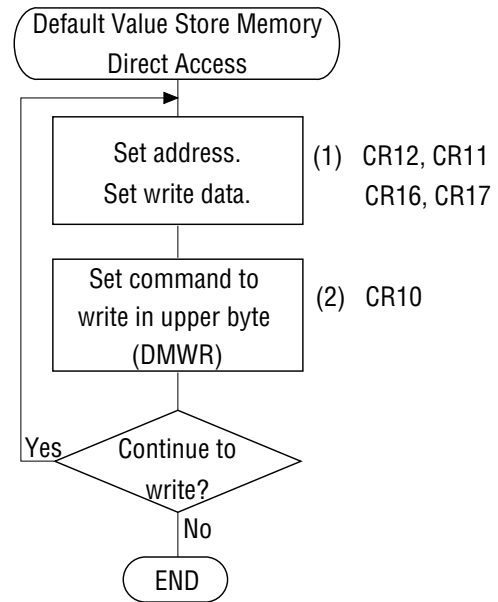 Default Value Store Memory
Direct Access
Set address.
Set write data.
(1) CR12, CR11
CR16, CR17
Set command to
write in upper byte
(DMWR)
(2) CR10
Yes
Continue to
write?
No
END